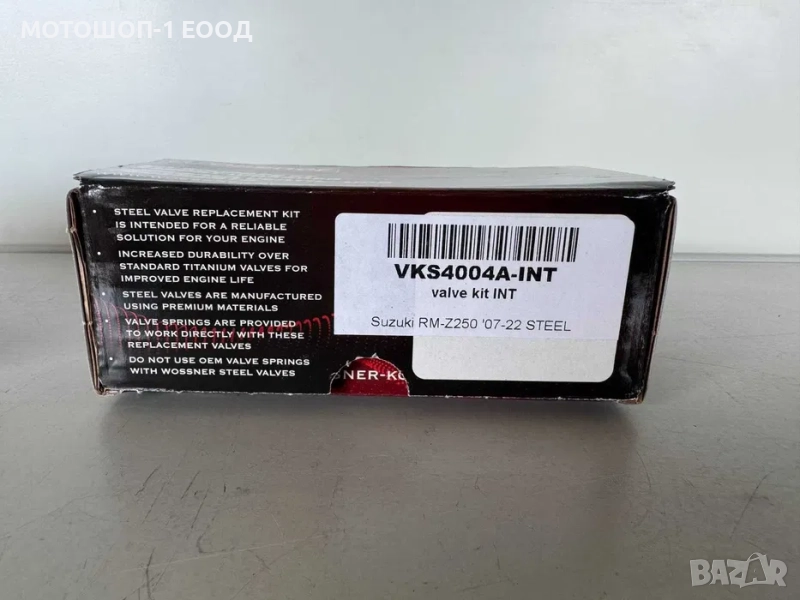 МОТОШОП-1 ЕООД
• STEEL VALVE REPLACEMENT KIT
IS INTENDED FOR A RELIABLE
SOLUTION FOR YOUR ENGINE
• INCREASED DURABILITY OVER
STANDARD TITANIUM VALVES FOR
IMPROVED ENGINE LIFE
• STEEL VALVES ARE MANUFACTURED
USING PREMIUM MATERIALS
• VALVE SPRINGS ARE PROVIDED
TO WORK DIRECTLY WITH THESE
REPLACEMENT VALVES
• DO NOT USE OEM VALVE SPRINGS
WITH WOSSNER STEEL VALVES
VKS4004A-INT
valve kit INT
Suzuki RM-Z250 '07-22 STEEL
SNER-KO
BAZAR